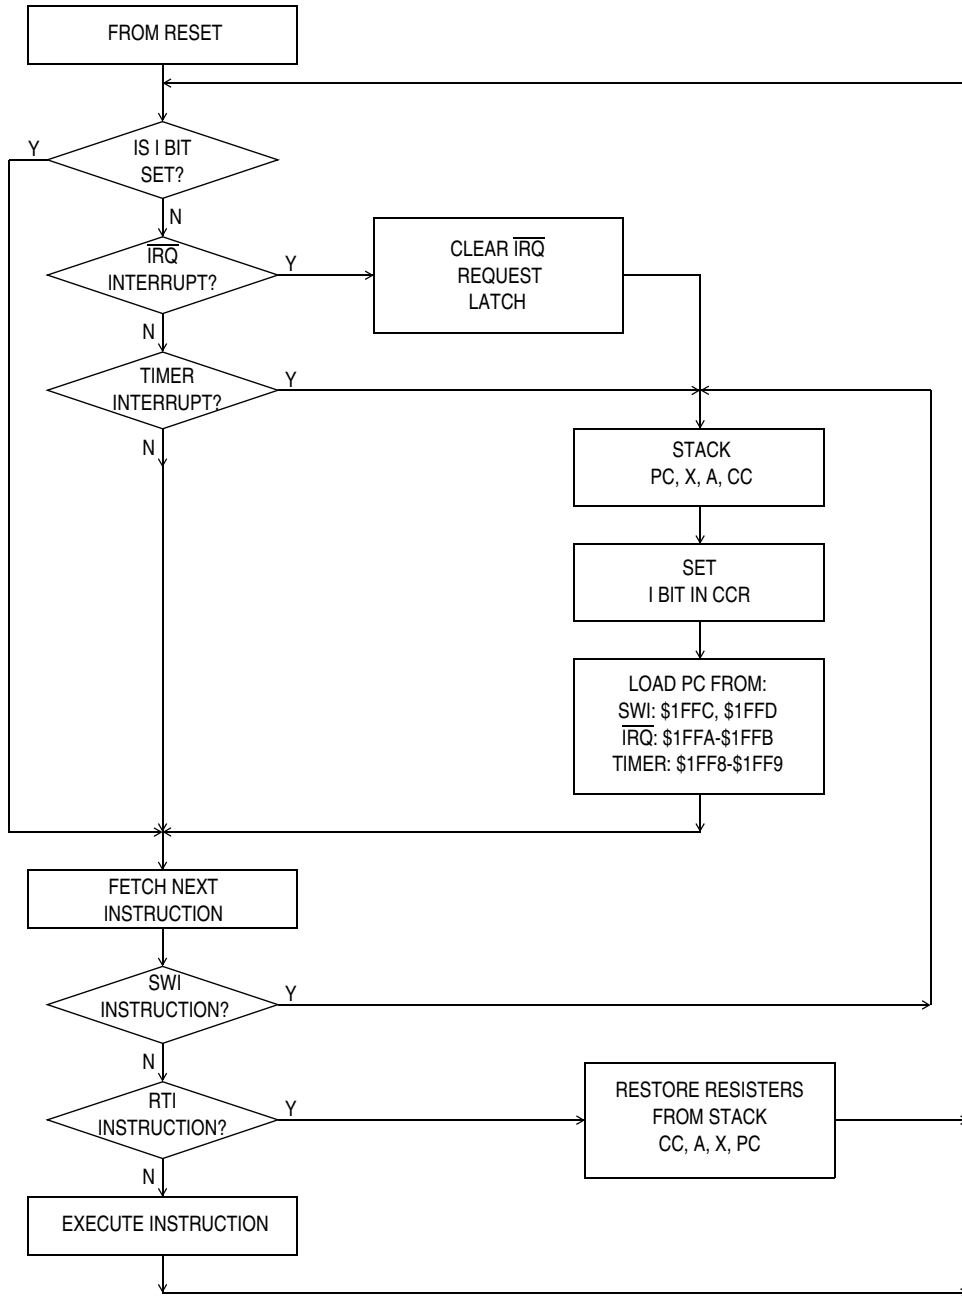 FROM RESET
Y
IS I BIT
SET?
N
IRQ
INTERRUPT?
Y
CLEAR IRQ
REQUEST
LATCH
N
TIMER
INTERRUPT?
Y
N
STACK
PC, X, A, CC
SET
I BIT IN CCR
LOAD PC FROM:
SWI: $1FFC, $1FFD
IRQ: $1FFA-$1FFB
TIMER: $1FF8-$1FF9
FETCH NEXT
INSTRUCTION
SWI
INSTRUCTION?
Y
N
RTI
INSTRUCTION?
Y
RESTORE RESISTERS
FROM STACK
CC, A, X, PC
N
EXECUTE INSTRUCTION